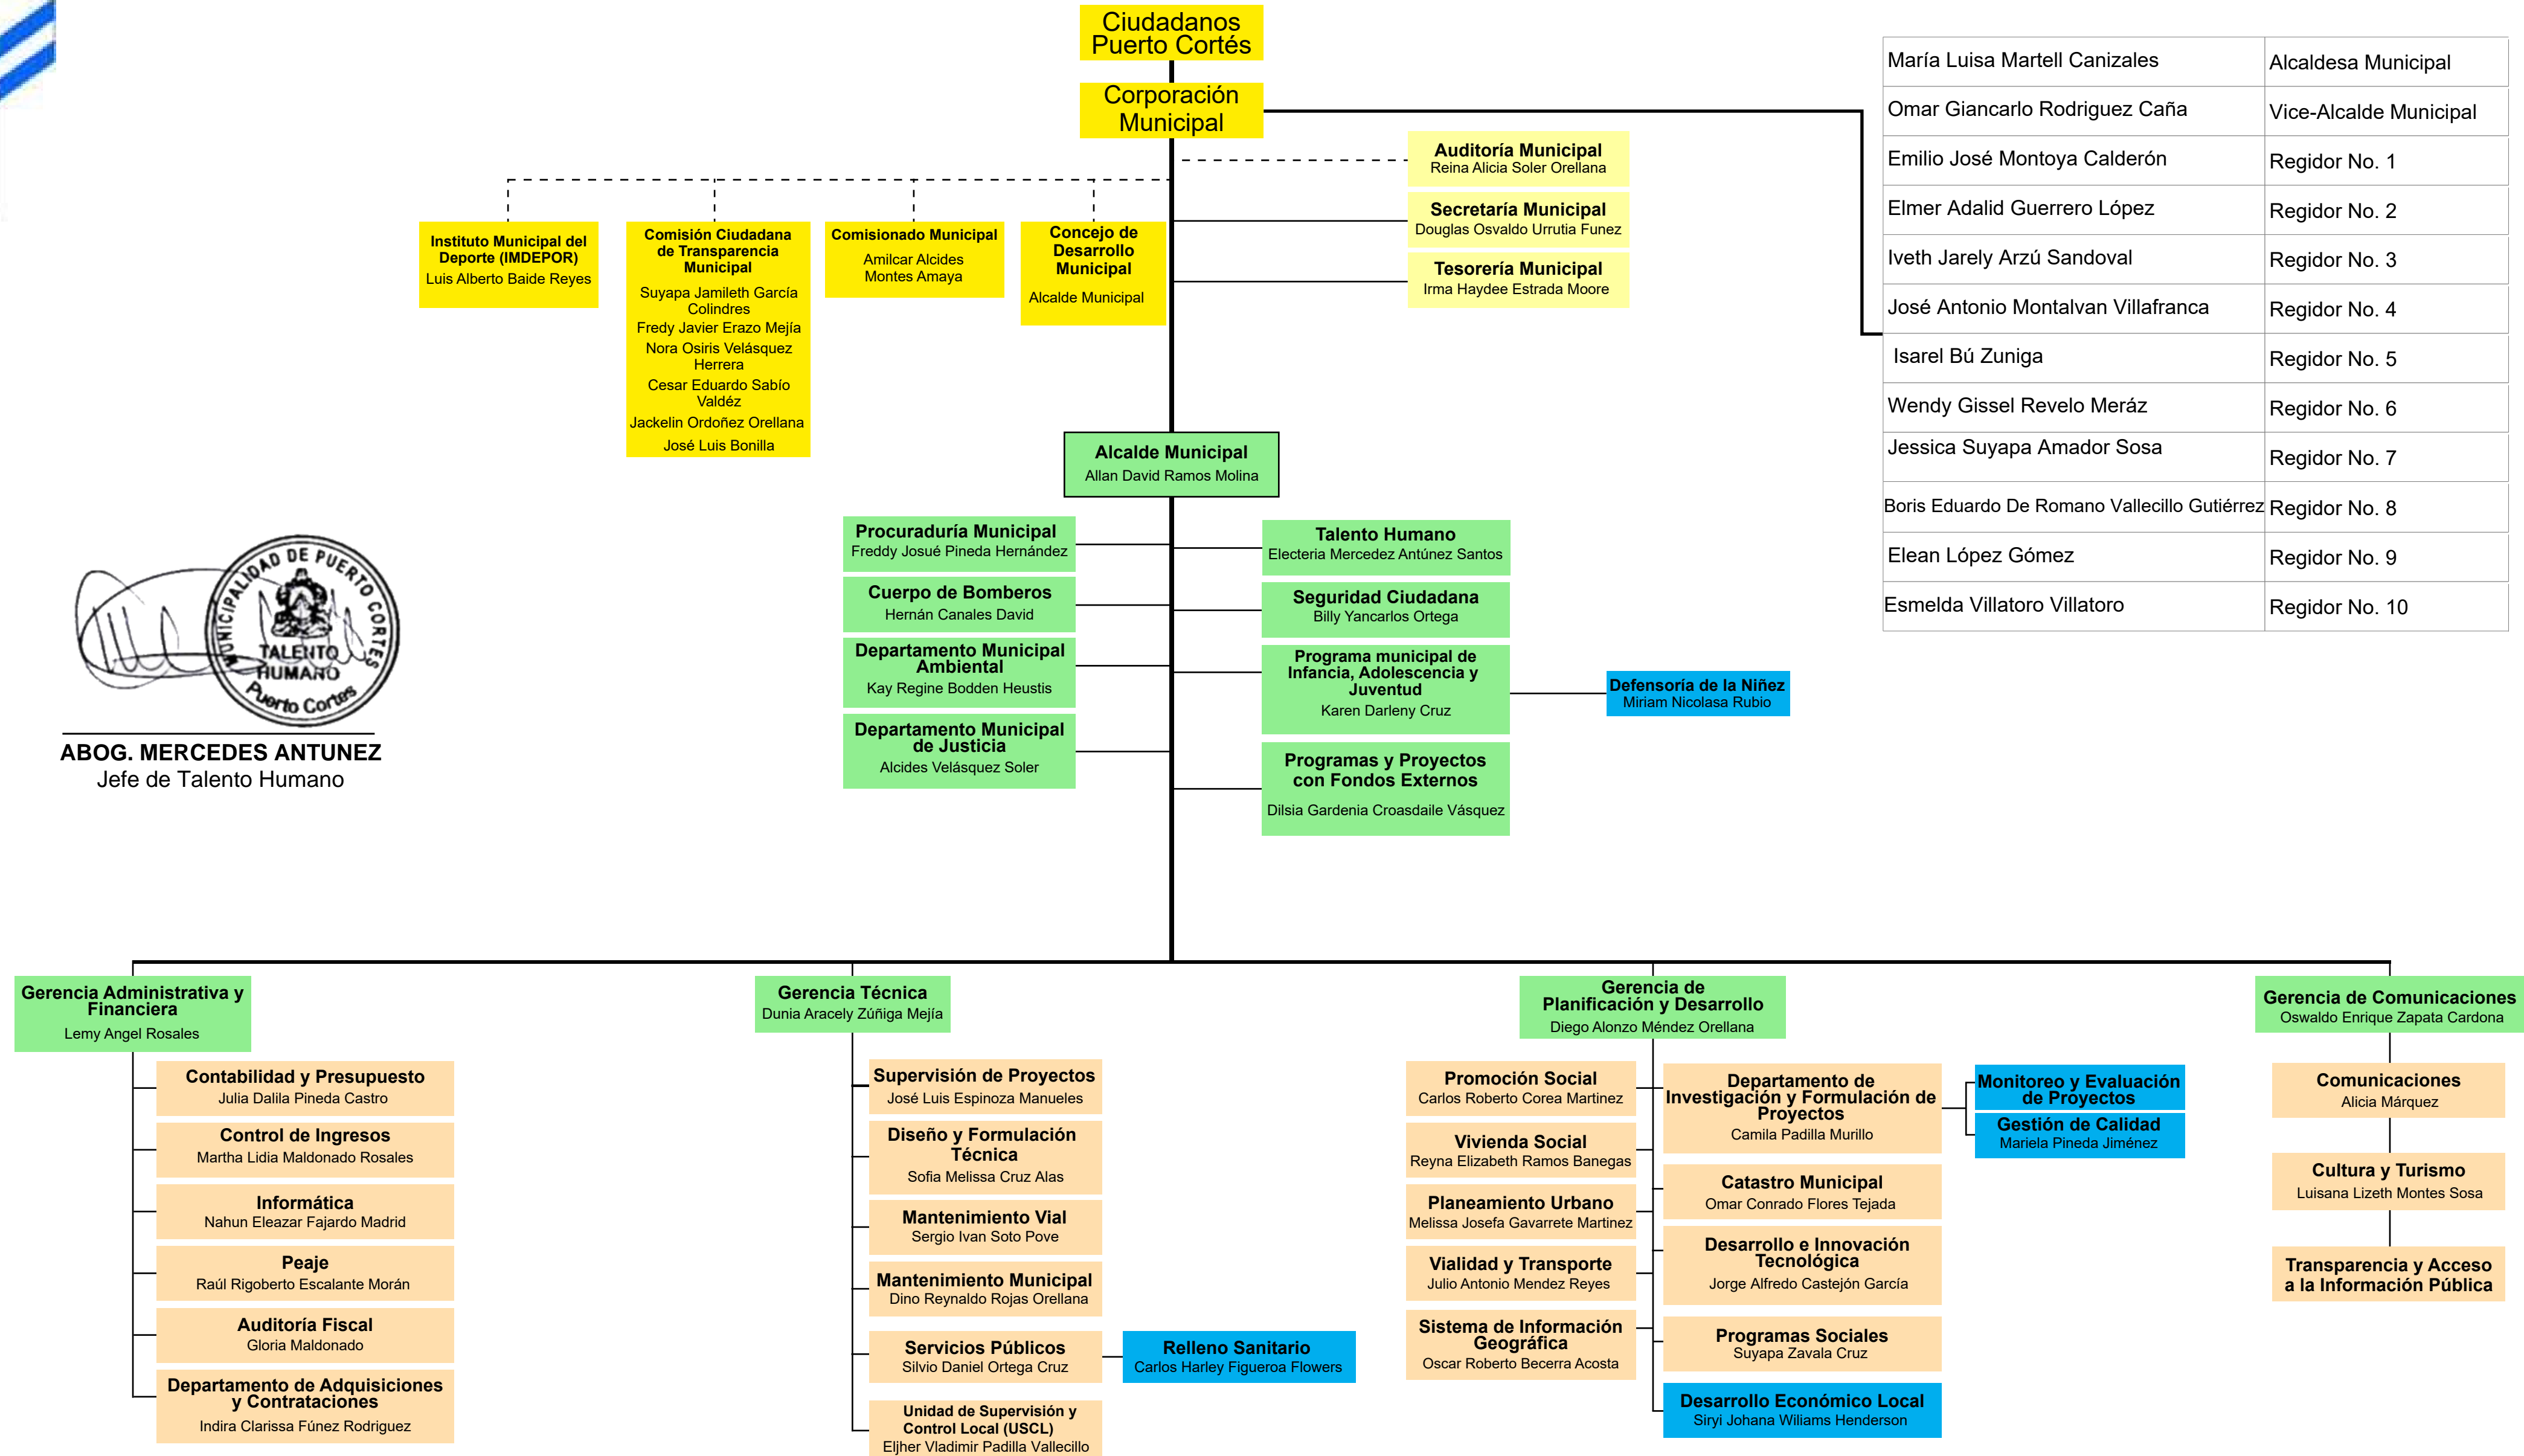 Ciudadanos
Puerto Cortés
Corporación
Municipal
María Luisa Martell Canizales Alcaldesa Municipal
Omar Giancarlo Rodriguez Caña Vice-Alcalde Municipal
Emilio José Montoya Calderón Regidor No. 1
Elmer Adalid Guerrero López Regidor No. 2
Iveth Jarely Arzú Sandoval Regidor No. 3
José Antonio Montalvan Villafranca Regidor No. 4
Isarel Bú Zuniga Regidor No. 5
Wendy Gissel Revelo Meráz Regidor No. 6
Jessica Suyapa Amador Sosa Regidor No. 7
Boris Eduardo De Romano Vallecillo Gutiérrez Regidor No. 8
Elean López Gómez Regidor No. 9
Esmelda Villatoro Villatoro Regidor No. 10
Auditoría Municipal
Reina Alicia Soler Orellana
Secretaría Municipal
Douglas Osvaldo Urrutia Funez
Tesorería Municipal
Irma Haydee Estrada Moore
Instituto Municipal del
Deporte (IMDEPOR)
Luis Alberto Baide Reyes
Comisión Ciudadana
de Transparencia
Municipal
Suyapa Jamileth García
Colindres
Fredy Javier Erazo Mejía
Nora Osiris Velásquez
Herrera
Cesar Eduardo Sabío
Valdéz
Jackelin Ordoñez Orellana
José Luis Bonilla
Comisionado Municipal
Amilcar Alcides
Montes Amaya
Concejo de
Desarrollo
Municipal
Alcalde Municipal
Alcalde Municipal
Allan David Ramos Molina
Procuraduría Municipal
Freddy Josué Pineda Hernández
Cuerpo de Bomberos
Hernán Canales David
Departamento Municipal
Ambiental
Kay Regine Bodden Heustis
Departamento Municipal
de Justicia
Alcides Velásquez Soler
Talento Humano
Electeria Mercedez Antúnez Santos
Seguridad Ciudadana
Billy Yancarlos Ortega
Programa municipal de
Infancia, Adolescencia y
Juventud
Karen Darleny Cruz
Defensoría de la Niñez
Miriam Nicolasa Rubio
Programas y Proyectos
con Fondos Externos
Dilsia Gardenia Croasdaile Vásquez
MUNICIPALIDAD DE PUERTO CORTES
TALENTO
HUMANO
Puerto Cortes
ABOG. MERCEDES ANTUNEZ
Jefe de Talento Humano
Gerencia Administrativa y
Financiera
Lemy Angel Rosales
Contabilidad y Presupuesto
Julia Dalila Pineda Castro
Control de Ingresos
Martha Lidia Maldonado Rosales
Informática
Nahun Eleazar Fajardo Madrid
Peaje
Raúl Rigoberto Escalante Morán
Auditoría Fiscal
Gloria Maldonado
Departamento de Adquisiciones
y Contrataciones
Indira Clarissa Fúnez Rodriguez
Gerencia Técnica
Dunia Aracely Zúñiga Mejía
Supervisión de Proyectos
José Luis Espinoza Manueles
Diseño y Formulación
Técnica
Sofia Melissa Cruz Alas
Mantenimiento Vial
Sergio Ivan Soto Pove
Mantenimiento Municipal
Dino Reynaldo Rojas Orellana
Servicios Públicos
Silvio Daniel Ortega Cruz
Relleno Sanitario
Carlos Harley Figueroa Flowers
Unidad de Supervisión y
Control Local (USCL)
Eljher Vladimir Padilla Vallecillo
Gerencia de
Planificación y Desarrollo
Diego Alonzo Méndez Orellana
Promoción Social
Carlos Roberto Corea Martinez
Vivienda Social
Reyna Elizabeth Ramos Banegas
Planeamiento Urbano
Melissa Josefa Gavarrete Martinez
Vialidad y Transporte
Julio Antonio Mendez Reyes
Sistema de Información
Geográfica
Oscar Roberto Becerra Acosta
Departamento de
Investigación y Formulación de
Proyectos
Camila Padilla Murillo
Monitoreo y Evaluación
de Proyectos
Gestión de Calidad
Mariela Pineda Jiménez
Catastro Municipal
Omar Conrado Flores Tejada
Desarrollo e Innovación
Tecnológica
Jorge Alfredo Castejón García
Programas Sociales
Suyapa Zavala Cruz
Desarrollo Económico Local
Siryi Johana Wiliams Henderson
Gerencia de Comunicaciones
Oswaldo Enrique Zapata Cardona
Comunicaciones
Alicia Márquez
Cultura y Turismo
Luisana Lizeth Montes Sosa
Transparencia y Acceso
a la Información Pública